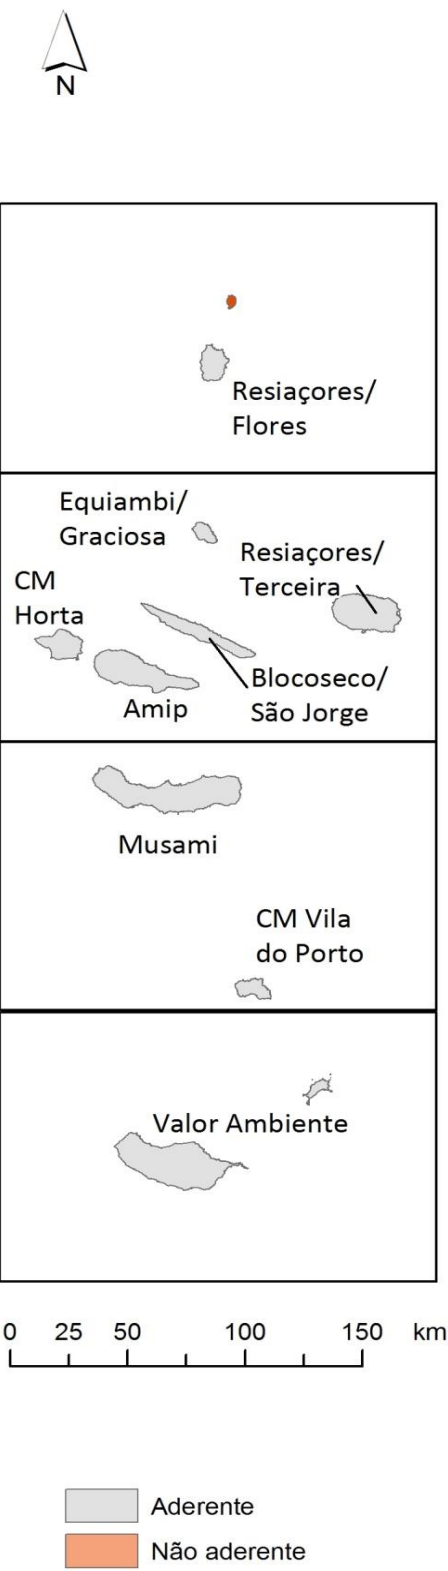 N
Resiaçores/
Flores
Equiambi/
Graciosa
Resiaçores/
Terceira
CM
Horta
Blocoseco/
São Jorge
Amip
Musami
CM Vila
do Porto
Valor Ambiente
0 25 50 100 150 km
Aderente
Não aderente